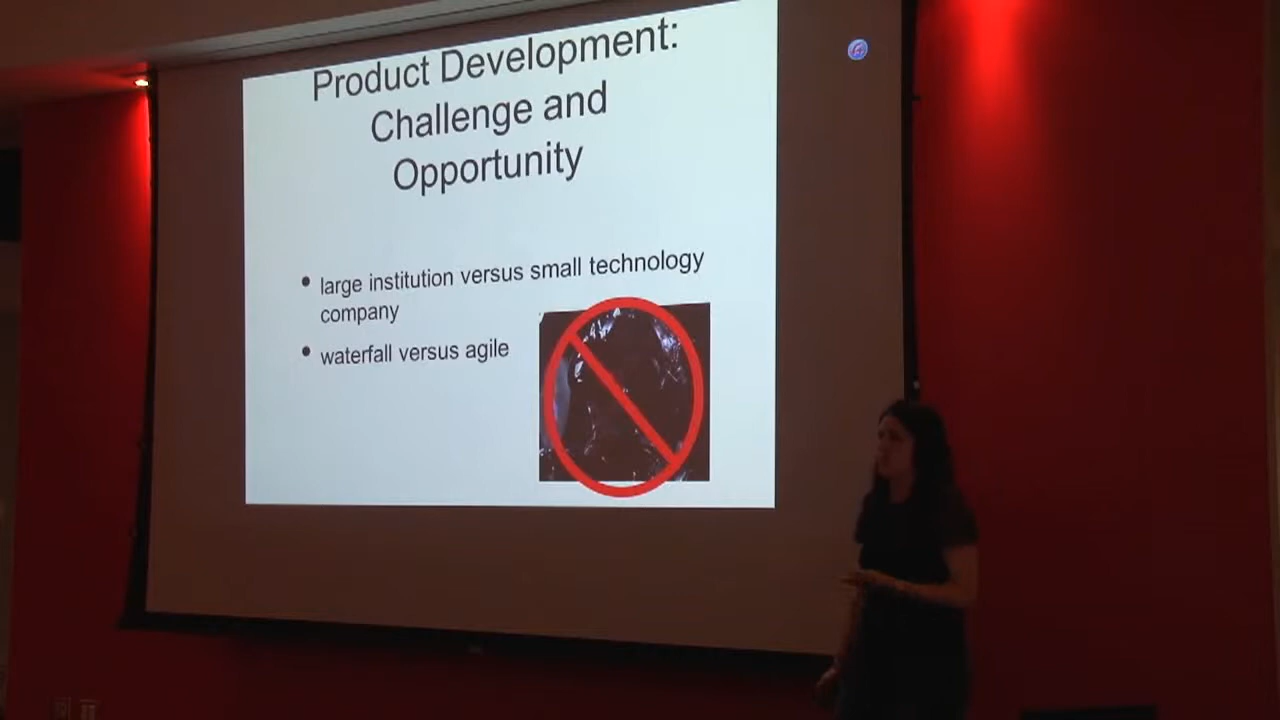 Product Development:
Challenge and
Opportunity
• large institution versus small technology
company
• waterfall versus agile